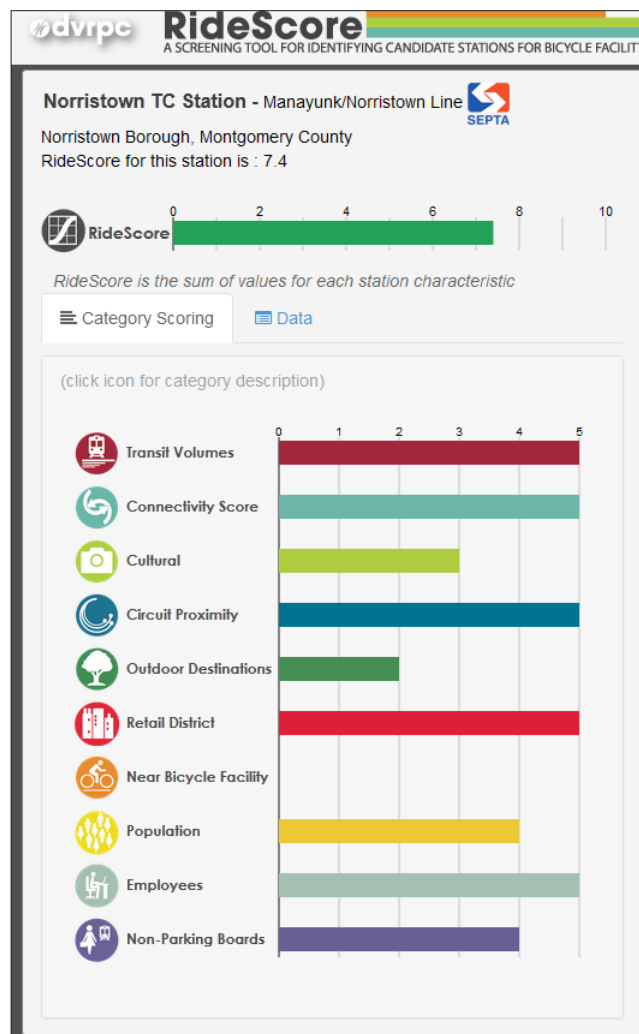 dvrpc
RideScore
A SCREENING TOOL FOR IDENTIFYING CANDIDATE STATIONS FOR BICYCLE FACILITY
Norristown TC Station - Manayunk/Norristown Line
SEPTA
Norristown Borough, Montgomery County
RideScore for this station is : 7.4
0 2 4 6 8 10
RideScore
RideScore is the sum of values for each station characteristic
Category Scoring
Data
(click icon for category description)
0 1 2 3 4 5
Transit Volumes
Connectivity Score
Cultural
Circuit Proximity
Outdoor Destinations
Retail District
Near Bicycle Facility
Population
Employees
Non-Parking Boards